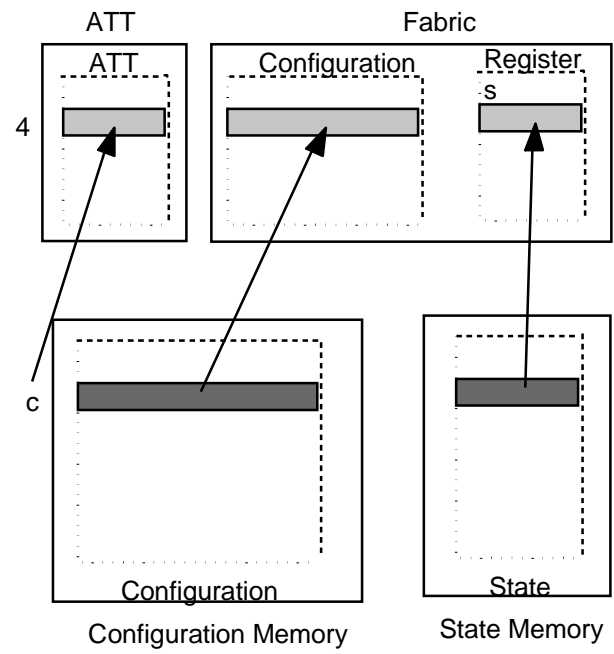 ATT
Fabric
ATT
Configuration
Register
s
4
c
Configuration
State
Configuration Memory
State Memory